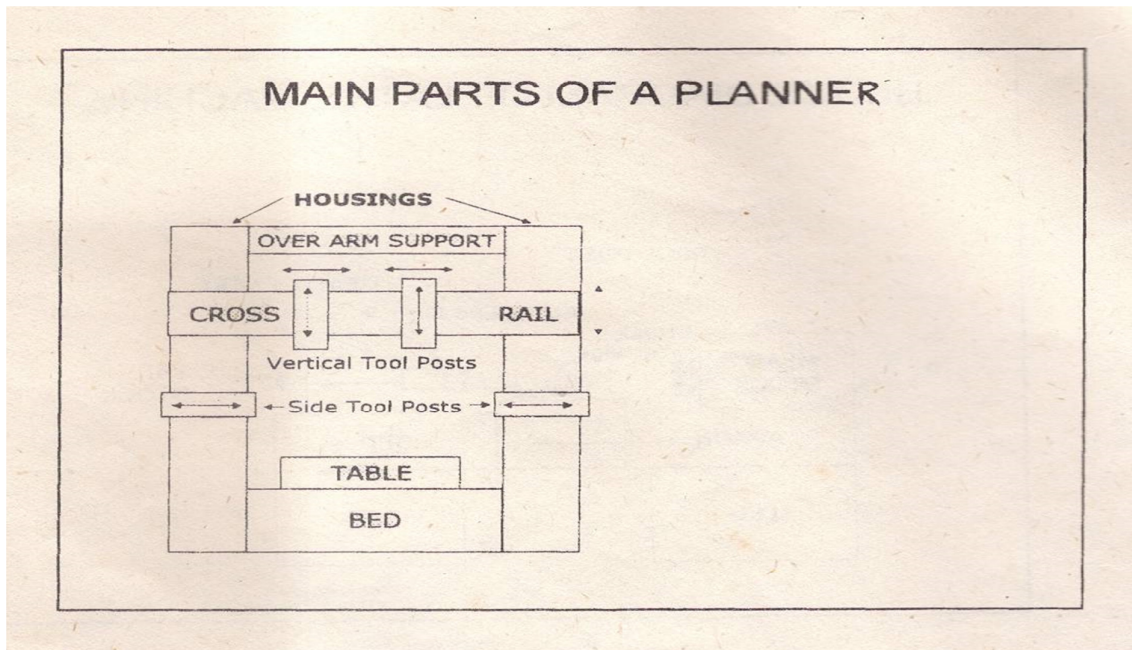 MAIN PARTS OF A PLANNER
HOUSINGS
OVER ARM SUPPORT
CROSS RAIL
Vertical Tool Posts
Side Tool Posts
TABLE
BED